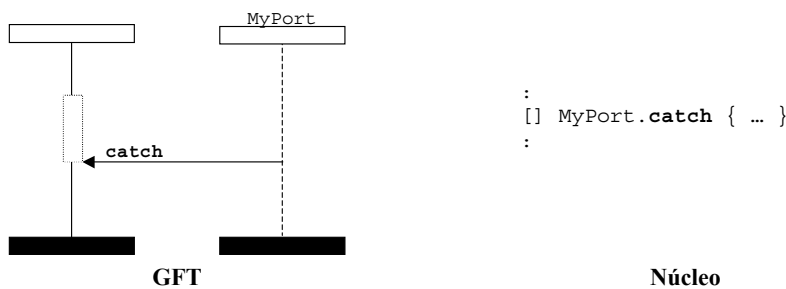 MyPort
catch
:
[] MyPort.catch { … }
:
GFT
Núcleo